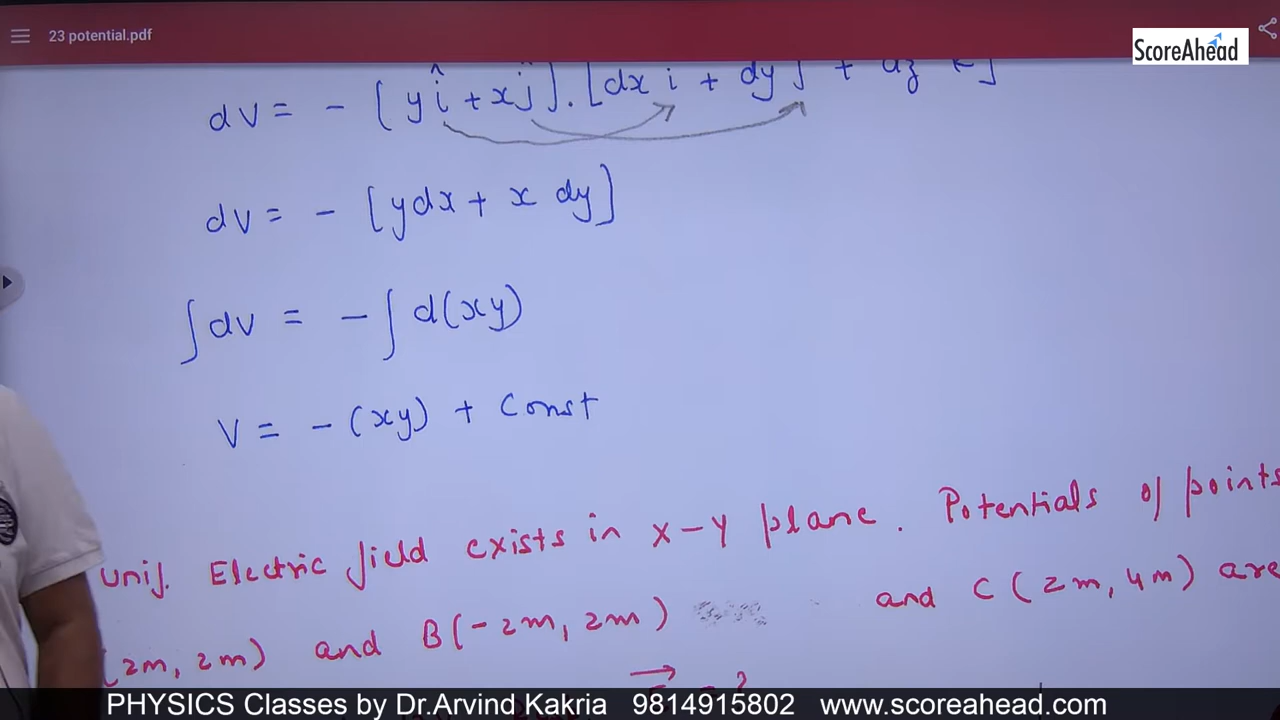 23 potential.pdf
ScoreAhead
dV = - [y î + x ĵ] . [dx i + dy j + dz k]
dV = - [ydx + x dy]
∫dV = - ∫ d(xy)
V = - (xy) + Const
Unif. Electric field exists in X-Y plane. Potentials of points
(2m, 2m) and B(-2m, 2m) and C(2m, 4m) are
PHYSICS Classes by Dr.Arvind Kakria 9814915802 www.scoreahead.com